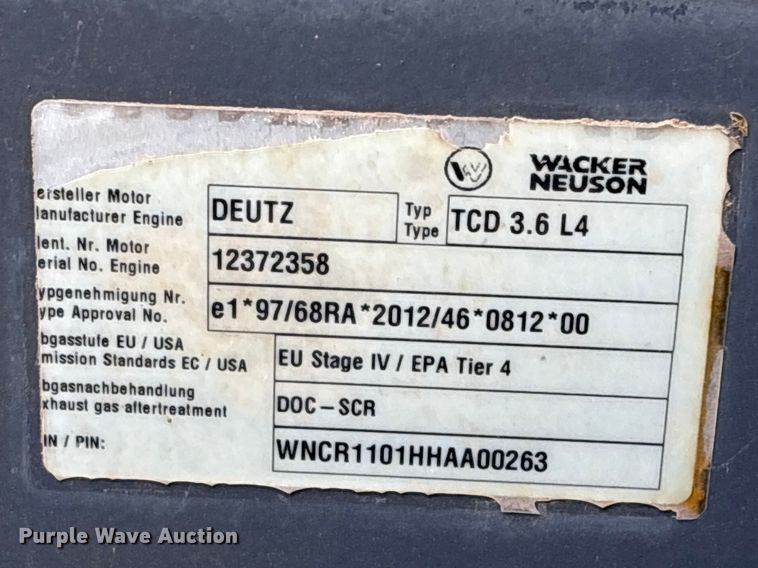 WACKER
NEUSON
ersteller Motor
anufacturer Engine
DEUTZ
Typ
Type
TCD 3.6 L4
dent. Nr. Motor
erial No. Engine
12372358
ypgenehmigung Nr.
ype Approval No.
e1*97/68RA*2012/46*0812*00
bgasstufe EU / USA
mission Standards EC / USA
EU Stage IV / EPA Tier 4
bgasnachbehandlung
xhaust gas aftertreatment
DOC-SCR
IN / PIN:
WNCR1101HHAA00263
Purple Wave Auction